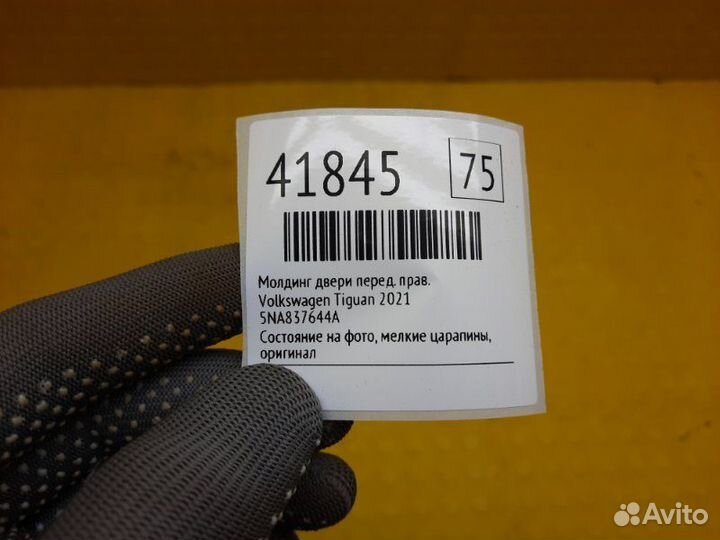 41845 75
Молдинг двери перед. прав.
Volkswagen Tiguan 2021
5NA837644A
Состояние на фото, мелкие царапины,
оригинал
Avito